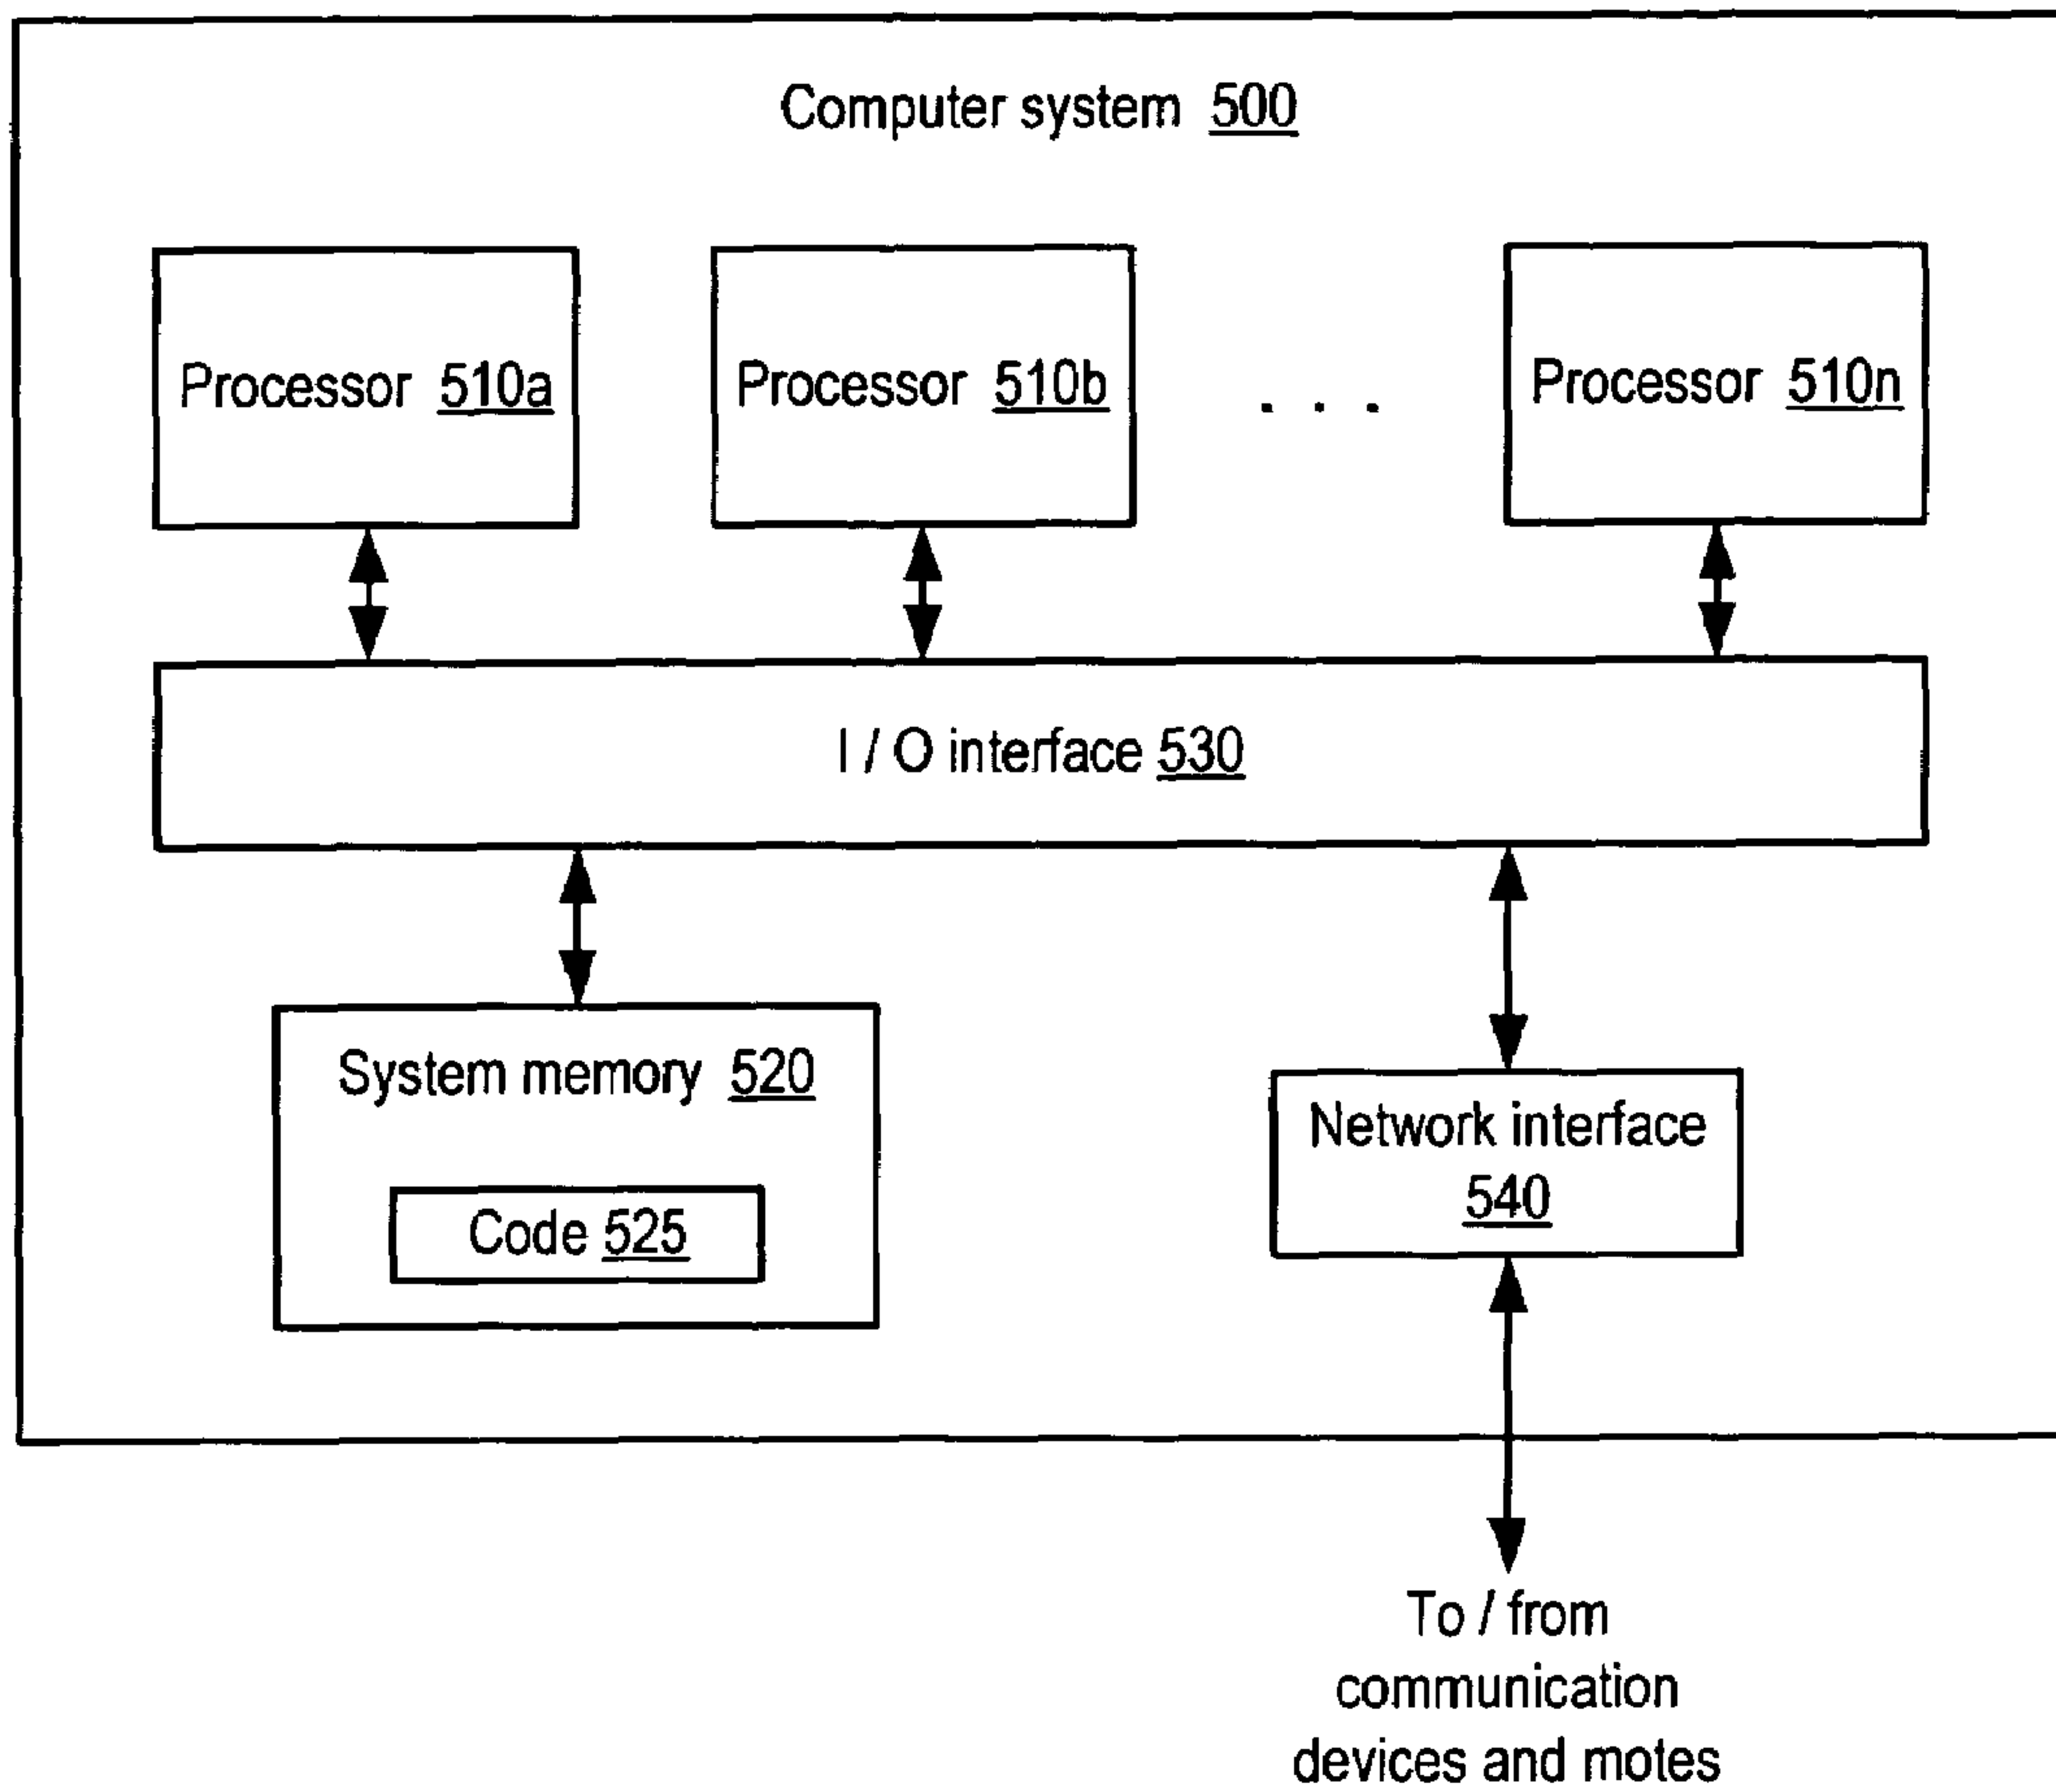 Computer system 500
Processor 510a
Processor 510b
. . .
Processor 510n
I / O interface 530
System memory 520
Code 525
Network interface
540
To / from
communication
devices and motes